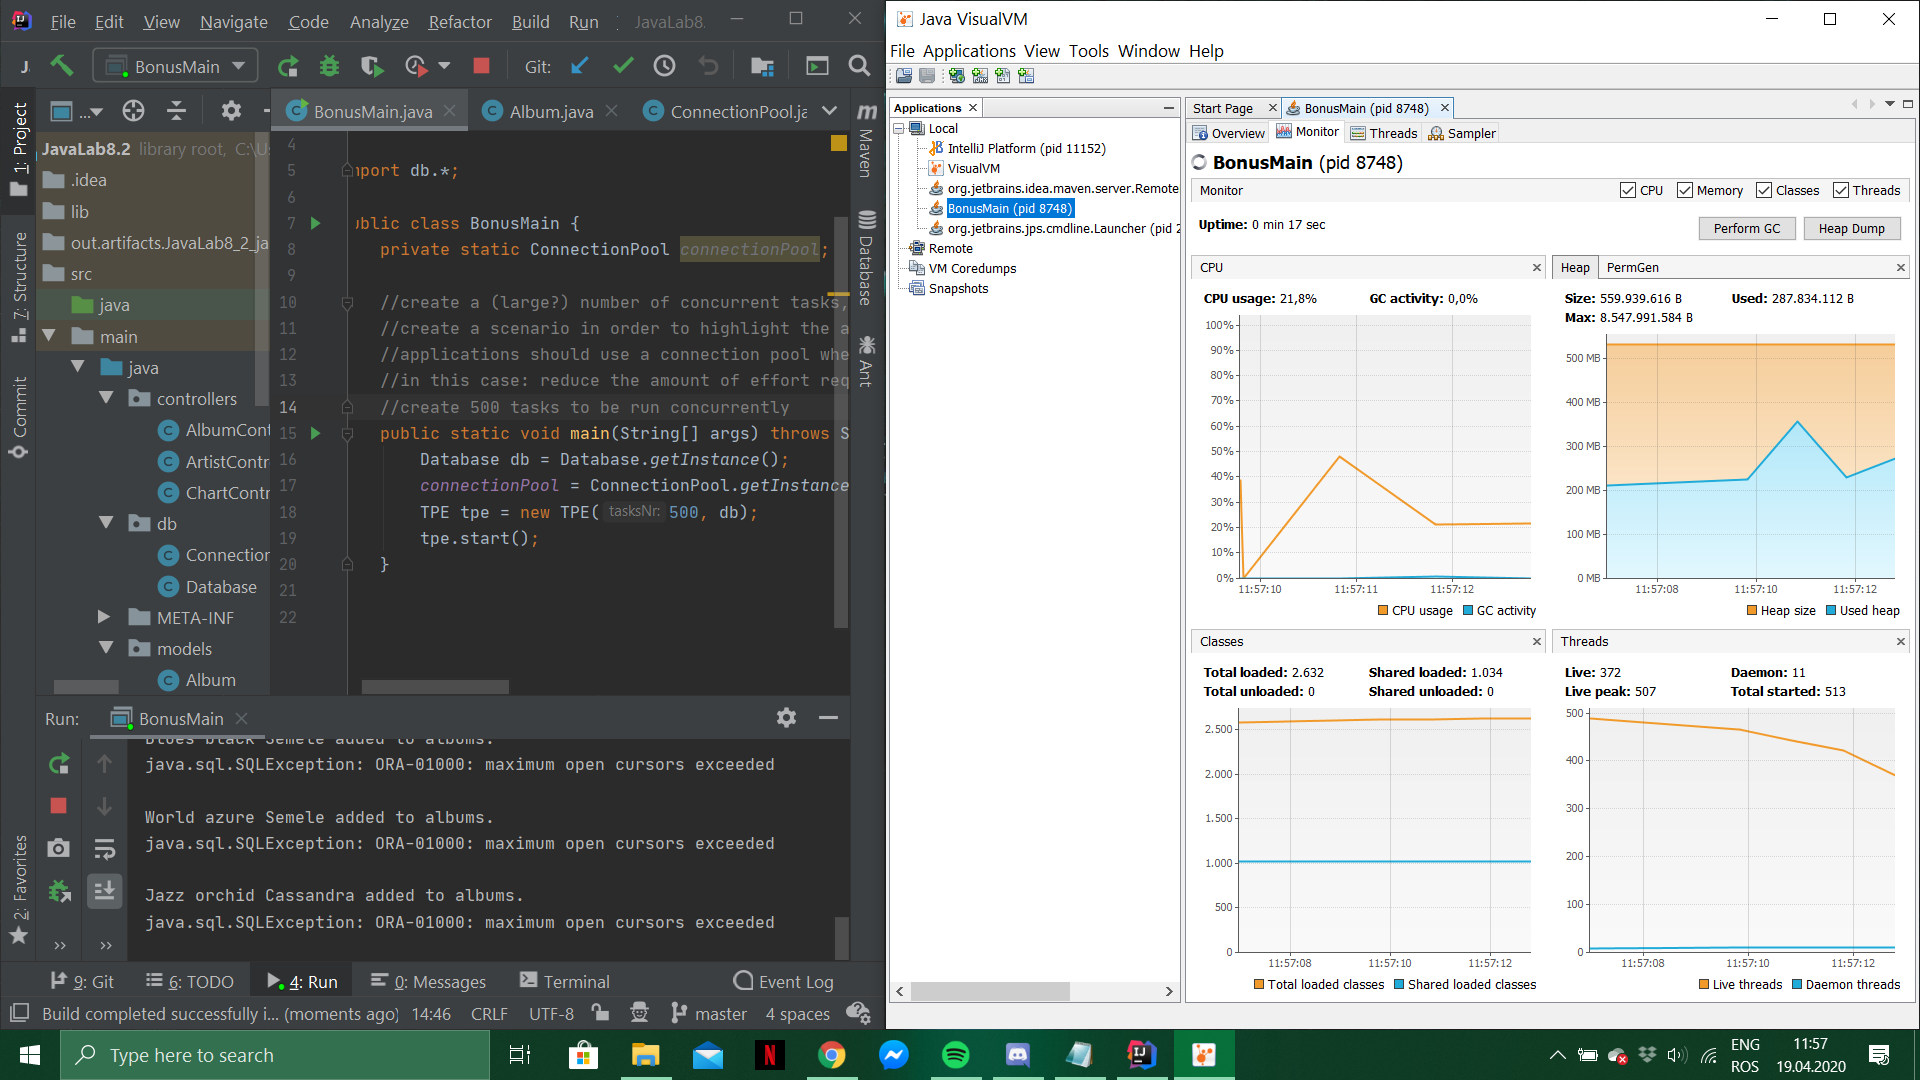 File Edit View Navigate Code Analyze Refactor Build Run JavaLab8.
BonusMain
Git:
1: Project
Z: Structure
Commit
2: Favorites
BonusMain.java
Album.java
ConnectionPool.ja
JavaLab8.2 library root, C:\U
.idea
lib
out.artifacts.JavaLab8_2_ja
src
java
main
java
controllers
AlbumCont
ArtistContr
ChartContr
db
Connection
Database
META-INF
models
Album
4
5 mport db.*;
6
7 ublic class BonusMain {
8 private static ConnectionPool connectionPool;
9
10 //create a (large?) number of concurrent tasks,
11 //create a scenario in order to highlight the a
12 //applications should use a connection pool whe
13 //in this case: reduce the amount of effort req
14 //create 500 tasks to be run concurrently
15 public static void main(String[] args) throws S
16 Database db = Database.getInstance();
17 connectionPool = ConnectionPool.getInstance
18 TPE tpe = new TPE( tasksNr: 500, db);
19 tpe.start();
20 }
21
22
Maven
Database
Ant
Run: BonusMain
Blues black Semele added to albums.
java.sql.SQLException: ORA-01000: maximum open cursors exceeded
World azure Semele added to albums.
java.sql.SQLException: ORA-01000: maximum open cursors exceeded
Jazz orchid Cassandra added to albums.
java.sql.SQLException: ORA-01000: maximum open cursors exceeded
9: Git 6: TODO 4: Run 0: Messages Terminal Event Log
Build completed successfully i... (moments ago) 14:46 CRLF UTF-8 master 4 spaces
Java VisualVM
File Applications View Tools Window Help
Applications
Local
IntelliJ Platform (pid 11152)
VisualVM
org.jetbrains.idea.maven.server.Remote
BonusMain (pid 8748)
org.jetbrains.jps.cmdline.Launcher (pid 2
Remote
VM Coredumps
Snapshots
Start Page BonusMain (pid 8748)
Overview Monitor Threads Sampler
BonusMain (pid 8748)
Monitor CPU Memory Classes Threads
Uptime: 0 min 17 sec
Perform GC Heap Dump
CPU
CPU usage: 21,8% GC activity: 0,0%
100%
90%
80%
70%
60%
50%
40%
30%
20%
10%
0%
11:57:10 11:57:11 11:57:12
CPU usage GC activity
Heap PermGen
Size: 559.939.616 B Used: 287.834.112 B
Max: 8.547.991.584 B
500 MB
400 MB
300 MB
200 MB
100 MB
0 MB
11:57:08 11:57:10 11:57:12
Heap size Used heap
Classes
Total loaded: 2.632 Shared loaded: 1.034
Total unloaded: 0 Shared unloaded: 0
2.500
2.000
1.500
1.000
500
0
11:57:08 11:57:10 11:57:12
Total loaded classes Shared loaded classes
Threads
Live: 372 Daemon: 11
Live peak: 507 Total started: 513
500
400
300
200
100
0
11:57:08 11:57:10 11:57:12
Live threads Daemon threads
Type here to search
ENG
ROS
11:57
19.04.2020